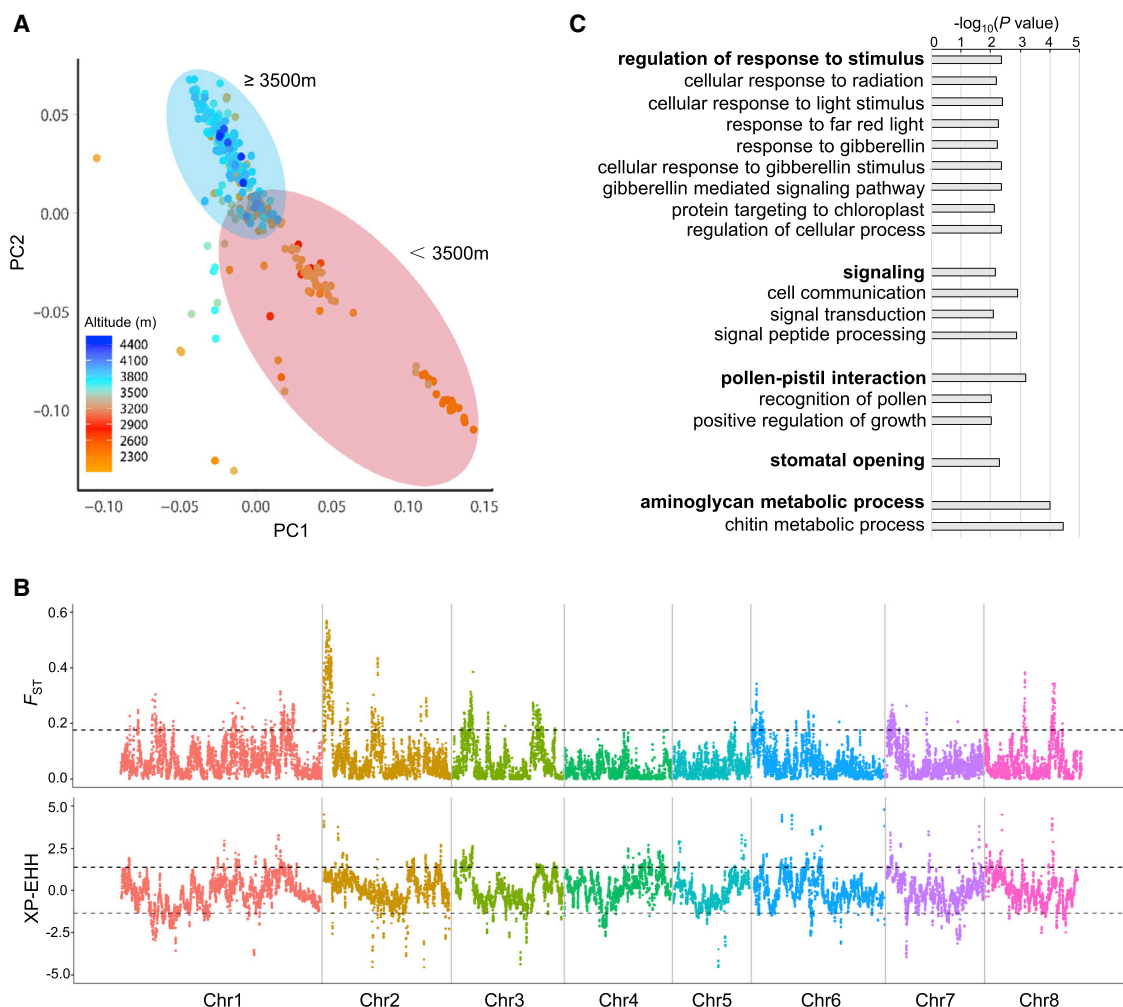 A
≥ 3500m
< 3500m
0.05
0.00
−0.05
−0.10
PC2
Altitude (m)
4400
4100
3800
3500
3200
2900
2600
2300
−0.10
−0.05
0.00
0.05
0.10
0.15
PC1
C
-log10(P value)
0
1
2
3
4
5
regulation of response to stimulus
cellular response to radiation
cellular response to light stimulus
response to far red light
response to gibberellin
cellular response to gibberellin stimulus
gibberellin mediated signaling pathway
protein targeting to chloroplast
regulation of cellular process
signaling
cell communication
signal transduction
signal peptide processing
pollen-pistil interaction
recognition of pollen
positive regulation of growth
stomatal opening
aminoglycan metabolic process
chitin metabolic process
B
0.6
0.4
0.2
0.0
FST
5.0
2.5
0.0
-2.5
-5.0
XP-EHH
Chr1
Chr2
Chr3
Chr4
Chr5
Chr6
Chr7
Chr8